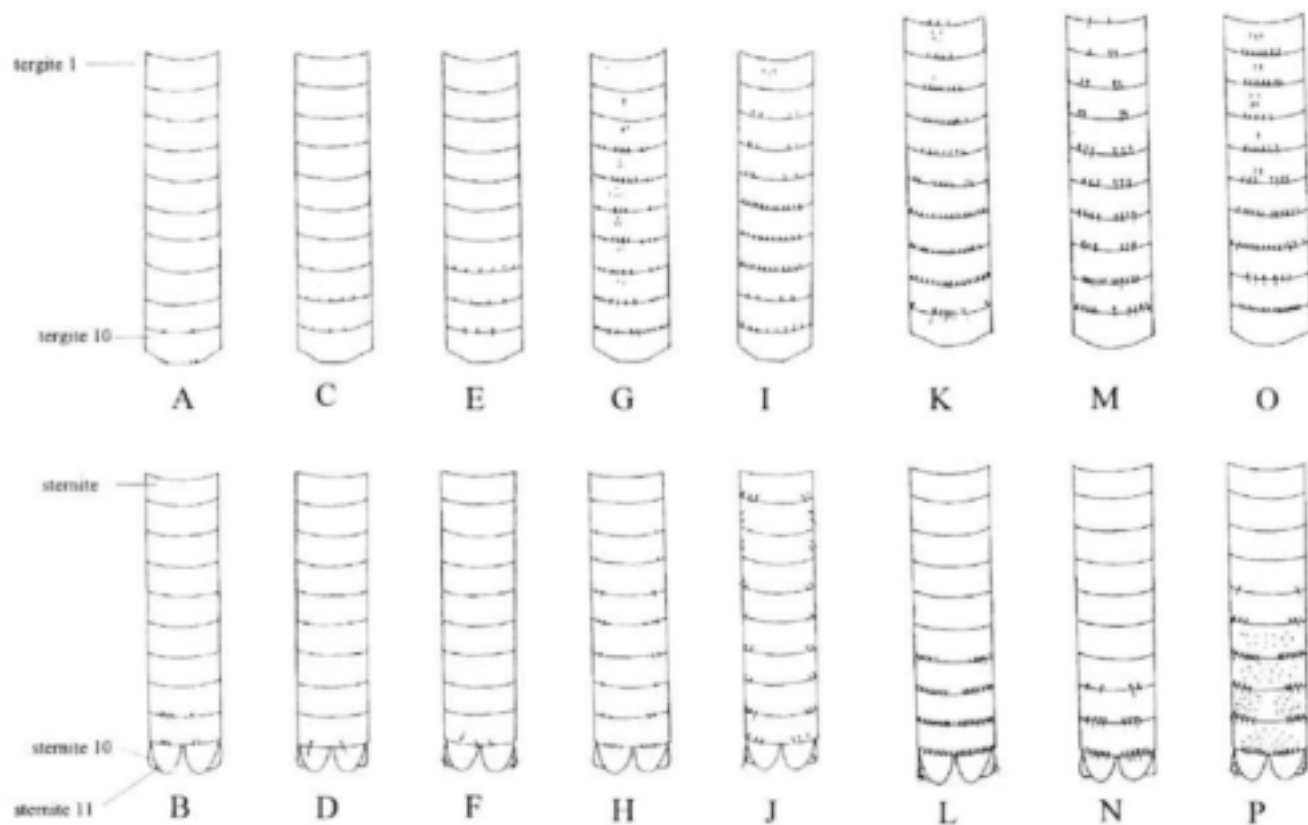 tergite 1
tergite 10
A C E G I K M O
sternite
sternite 10
sternite 11
B D F H J L N P